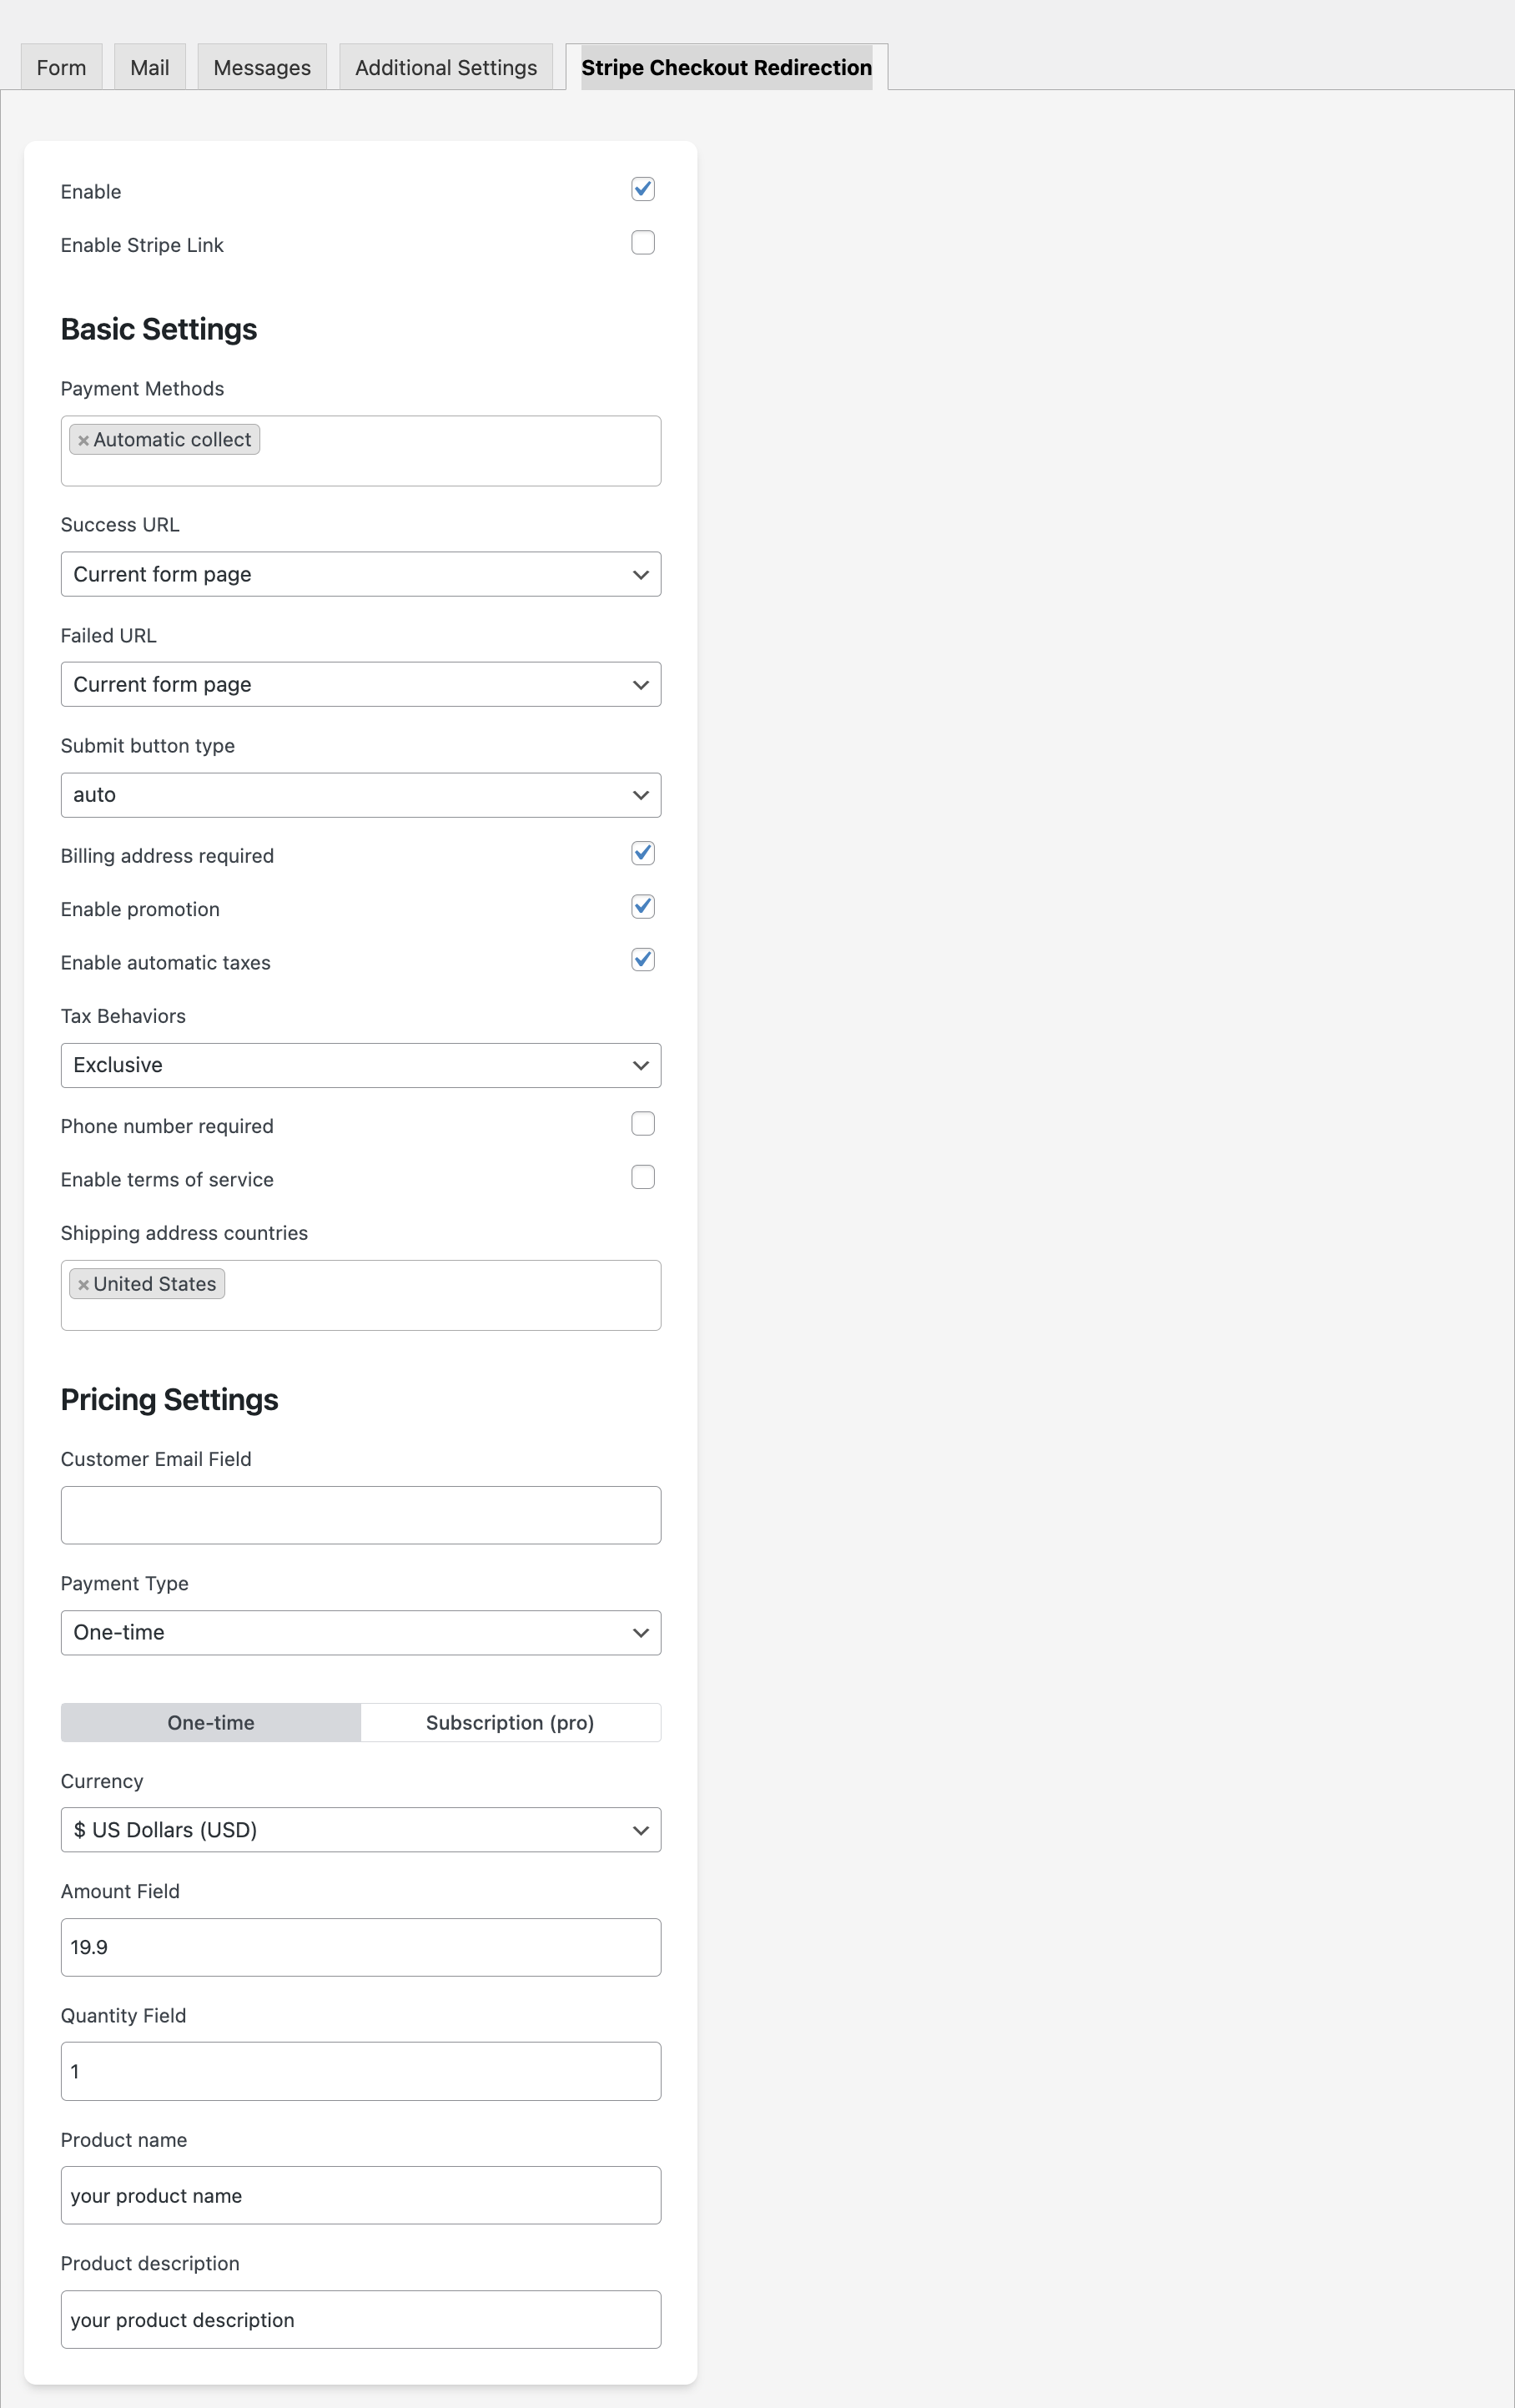 Form Mail Messages Additional Settings Stripe Checkout Redirection
Enable
Enable Stripe Link
Basic Settings
Payment Methods
× Automatic collect
Success URL
Current form page
Failed URL
Current form page
Submit button type
auto
Billing address required
Enable promotion
Enable automatic taxes
Tax Behaviors
Exclusive
Phone number required
Enable terms of service
Shipping address countries
× United States
Pricing Settings
Customer Email Field
Payment Type
One-time
One-time Subscription (pro)
Currency
$ US Dollars (USD)
Amount Field
19.9
Quantity Field
1
Product name
your product name
Product description
your product description